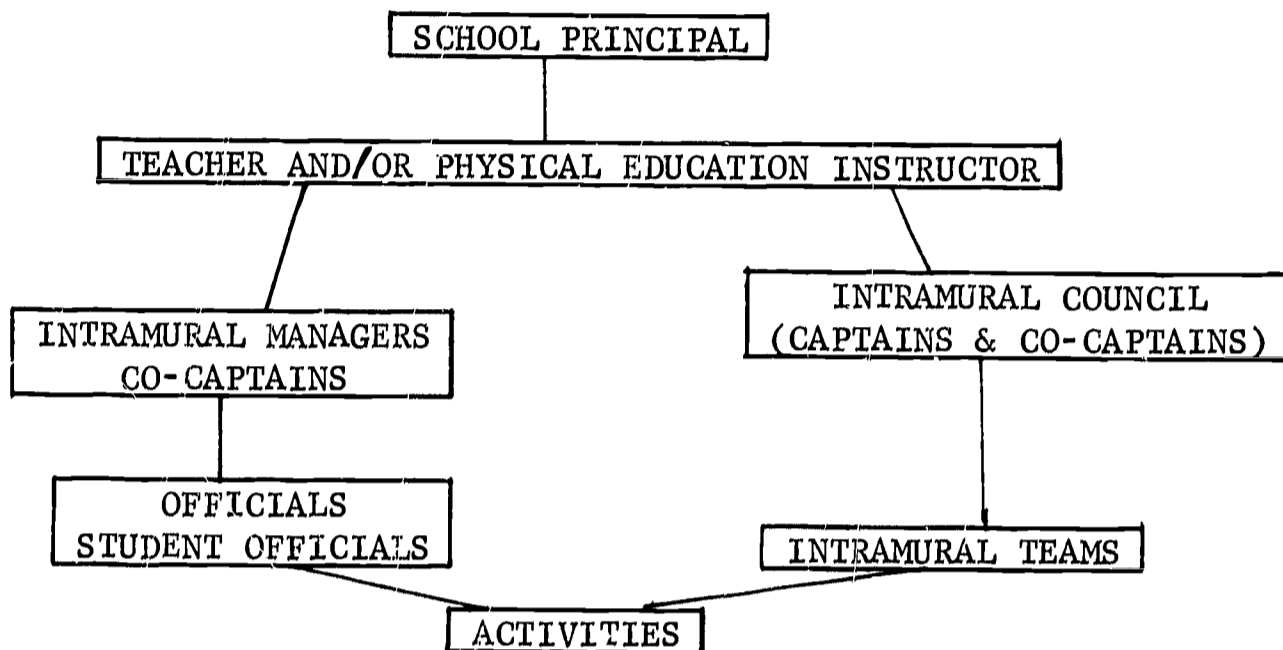 SCHOOL PRINCIPAL
TEACHER AND/OR PHYSICAL EDUCATION INSTRUCTOR
INTRAMURAL MANAGERS
CO-CAPTAINS
INTRAMURAL COUNCIL
(CAPTAINS & CO-CAPTAINS)
OFFICIALS
STUDENT OFFICIALS
INTRAMURAL TEAMS
ACTIVITIES